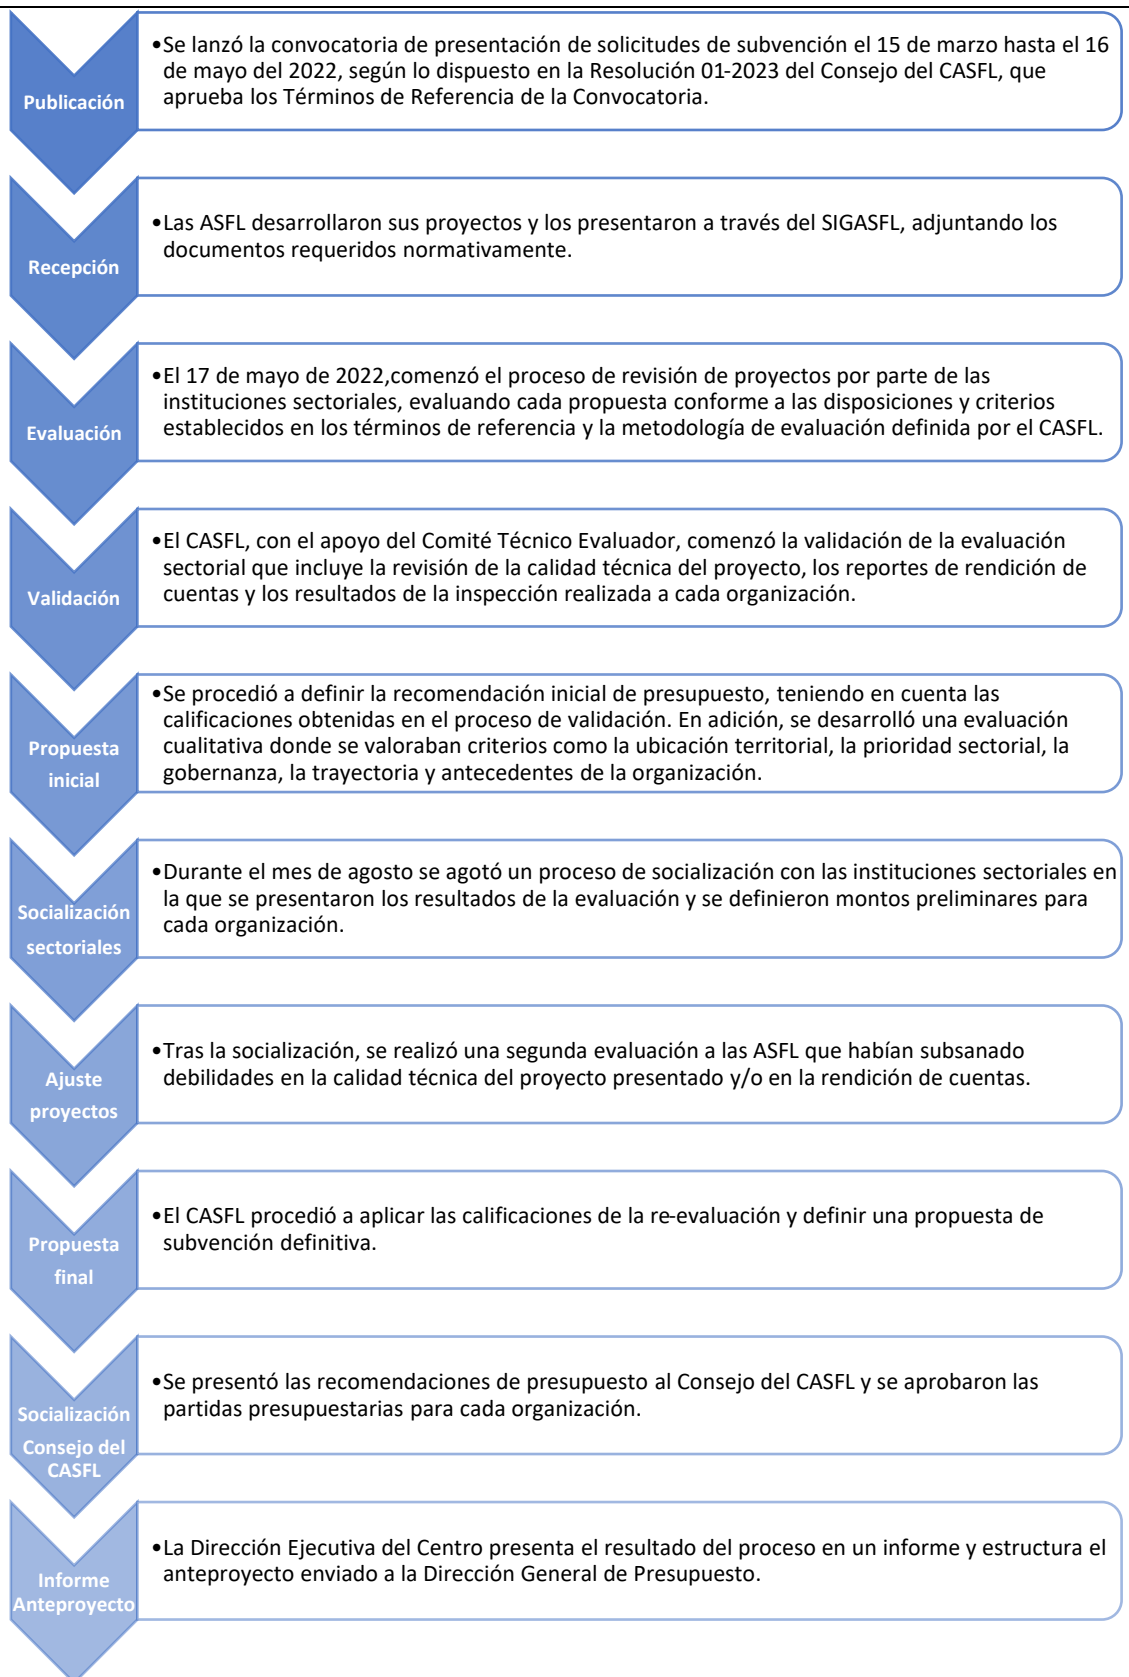 Publicación
•Se lanzó la convocatoria de presentación de solicitudes de subvención el 15 de marzo hasta el 16
de mayo del 2022, según lo dispuesto en la Resolución 01-2023 del Consejo del CASFL, que
aprueba los Términos de Referencia de la Convocatoria.
Recepción
•Las ASFL desarrollaron sus proyectos y los presentaron a través del SIGASFL, adjuntando los
documentos requeridos normativamente.
Evaluación
•El 17 de mayo de 2022,comenzó el proceso de revisión de proyectos por parte de las
instituciones sectoriales, evaluando cada propuesta conforme a las disposiciones y criterios
establecidos en los términos de referencia y la metodología de evaluación definida por el CASFL.
Validación
•El CASFL, con el apoyo del Comité Técnico Evaluador, comenzó la validación de la evaluación
sectorial que incluye la revisión de la calidad técnica del proyecto, los reportes de rendición de
cuentas y los resultados de la inspección realizada a cada organización.
Propuesta
inicial
•Se procedió a definir la recomendación inicial de presupuesto, teniendo en cuenta las
calificaciones obtenidas en el proceso de validación. En adición, se desarrolló una evaluación
cualitativa donde se valoraban criterios como la ubicación territorial, la prioridad sectorial, la
gobernanza, la trayectoria y antecedentes de la organización.
Socialización
sectoriales
•Durante el mes de agosto se agotó un proceso de socialización con las instituciones sectoriales en
la que se presentaron los resultados de la evaluación y se definieron montos preliminares para
cada organización.
Ajuste
proyectos
•Tras la socialización, se realizó una segunda evaluación a las ASFL que habían subsanado
debilidades en la calidad técnica del proyecto presentado y/o en la rendición de cuentas.
Propuesta
final
•El CASFL procedió a aplicar las calificaciones de la re-evaluación y definir una propuesta de
subvención definitiva.
Socialización
Consejo del
CASFL
•Se presentó las recomendaciones de presupuesto al Consejo del CASFL y se aprobaron las
partidas presupuestarias para cada organización.
Informe
Anteproyecto
•La Dirección Ejecutiva del Centro presenta el resultado del proceso en un informe y estructura el
anteproyecto enviado a la Dirección General de Presupuesto.